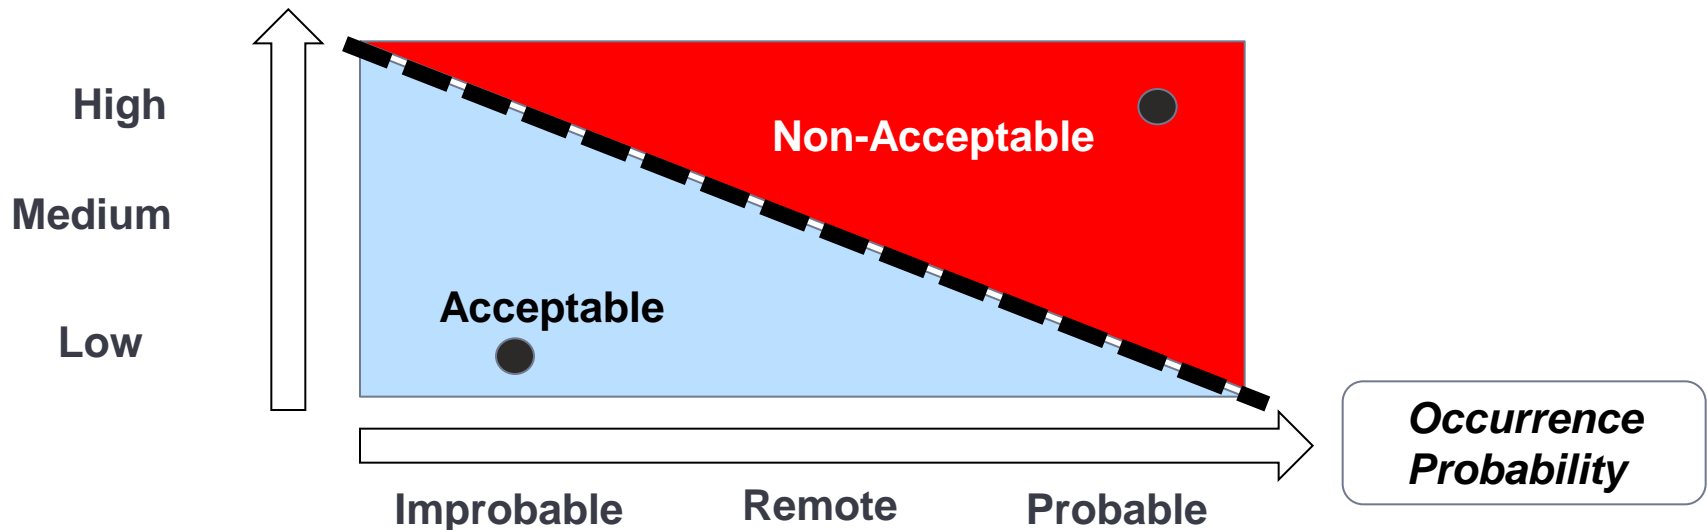 High
Non-Acceptable
Medium
Acceptable
Low
Occurrence
Probability
Improbable
Remote
Probable